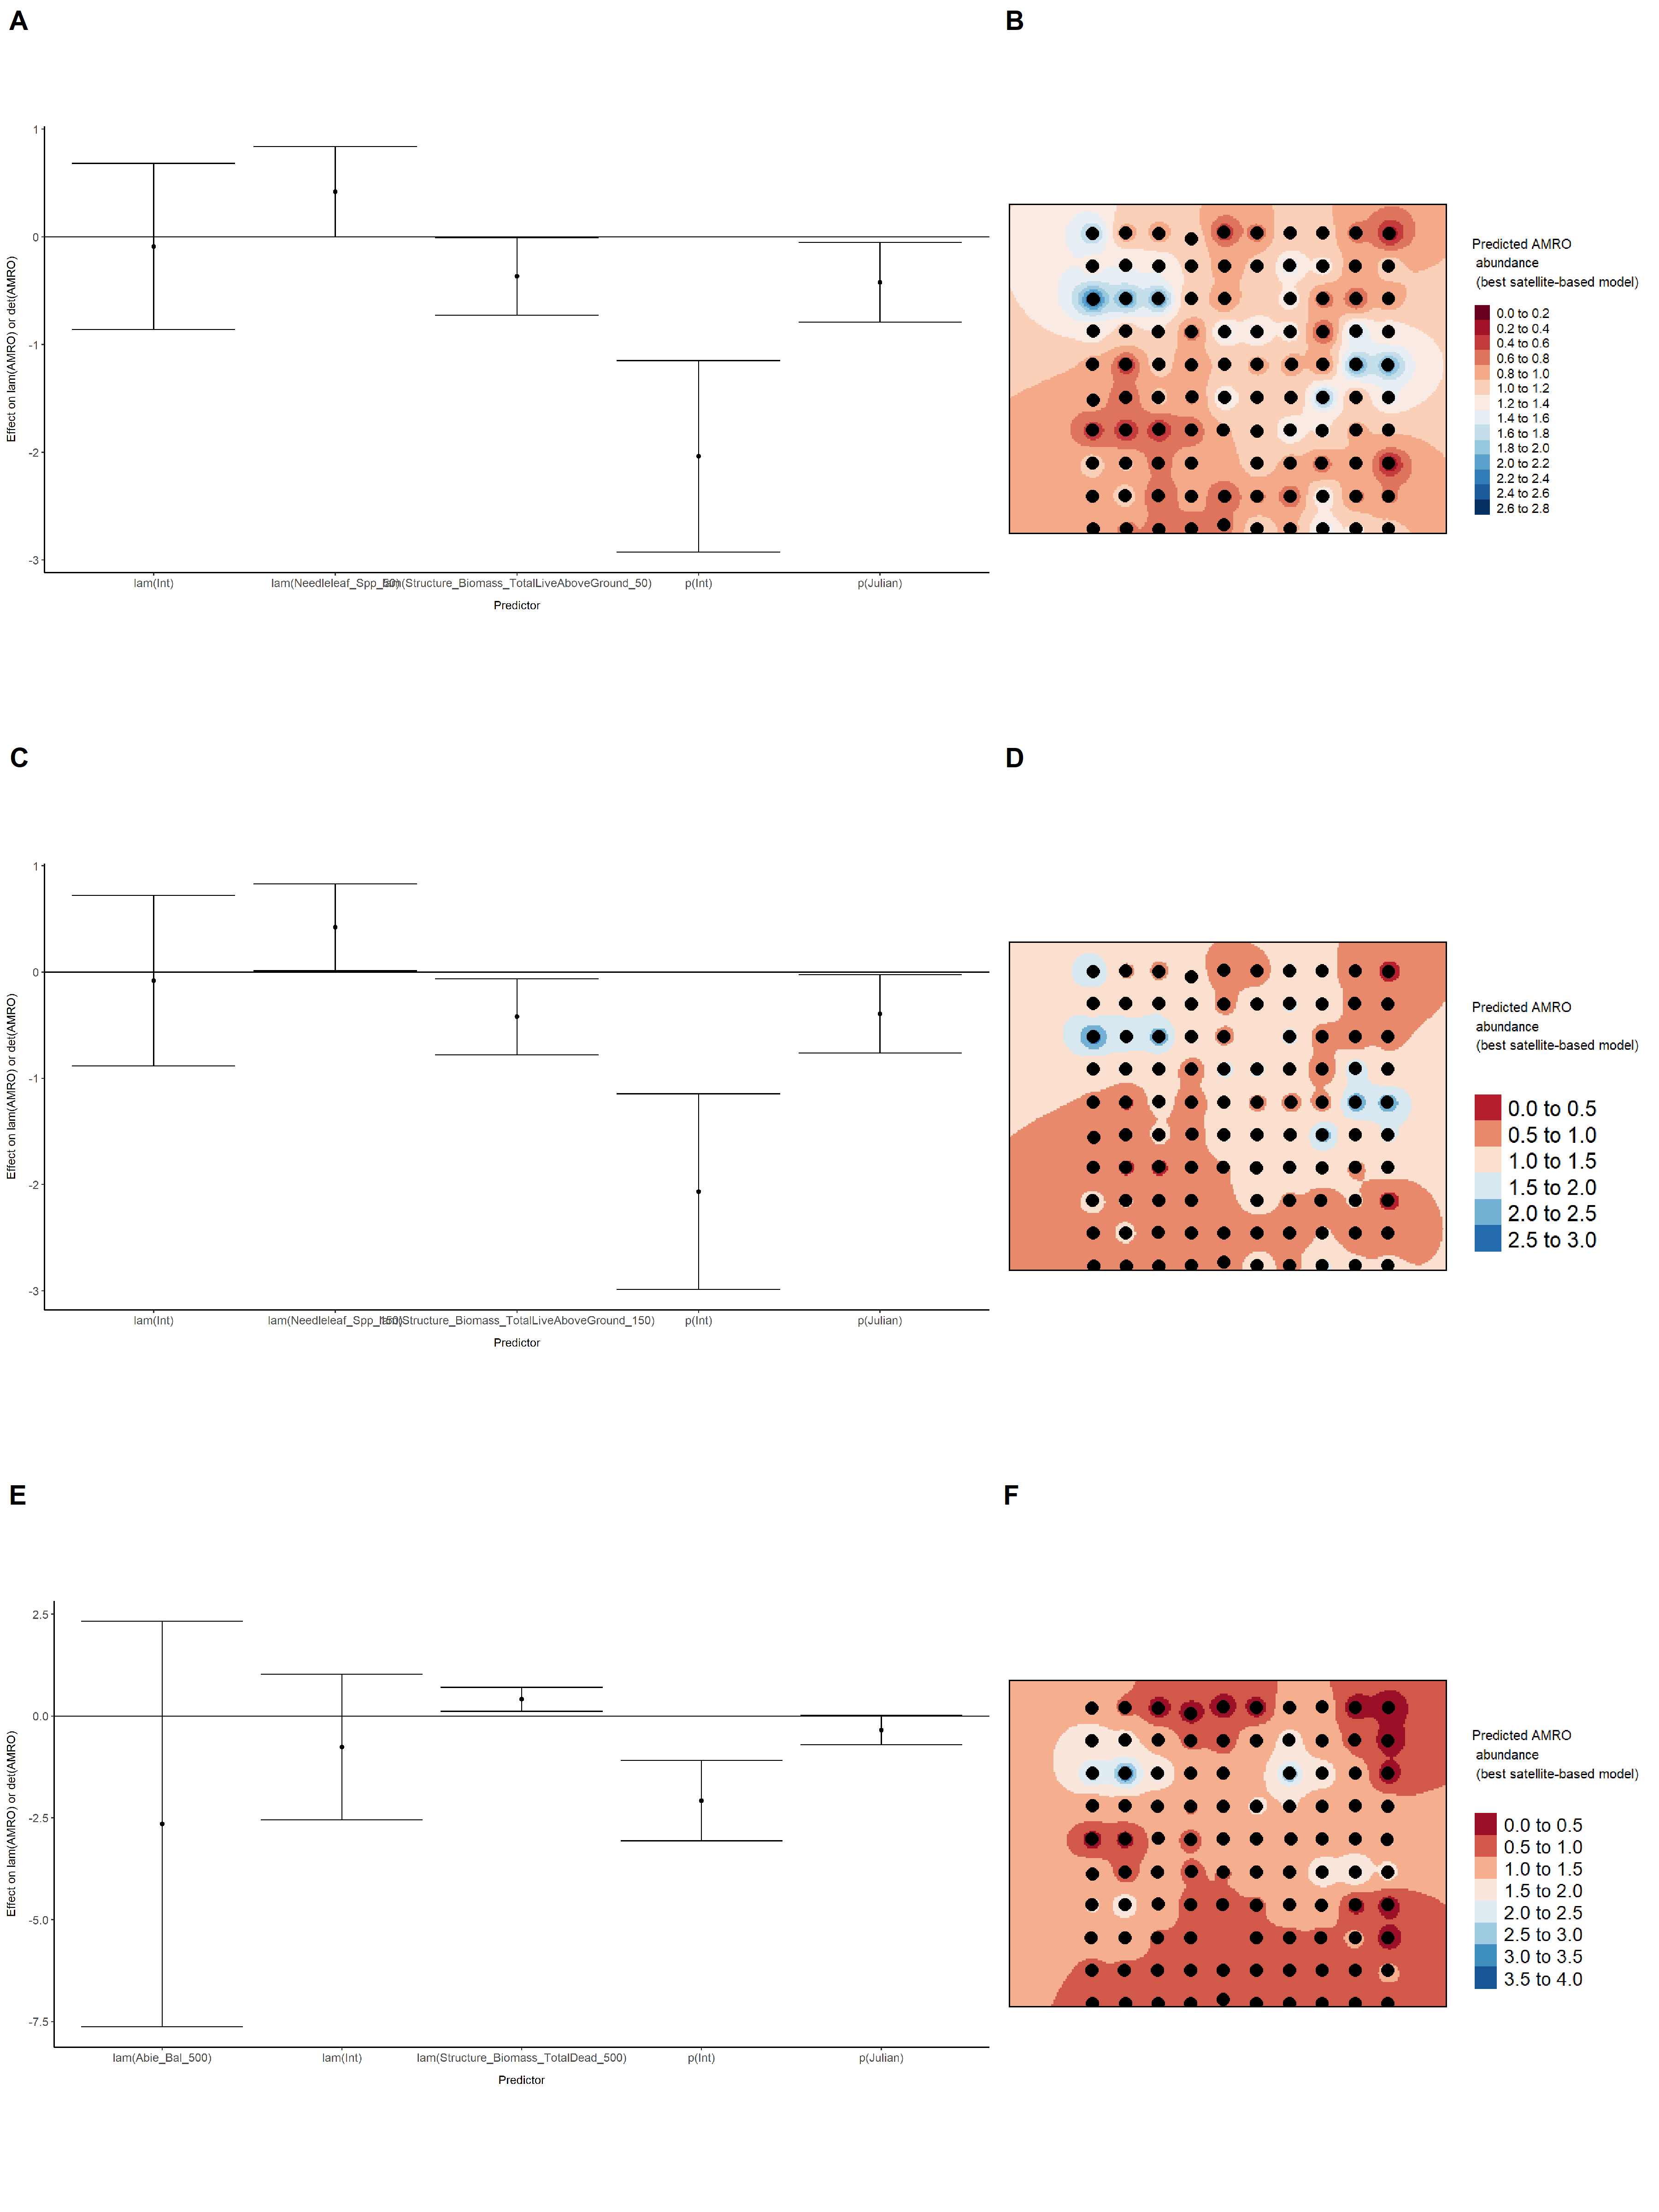 A
B
Effect on lam(AMRO) or det(AMRO)
1
0
-1
-2
-3
lam(Int)
lam(Needleleaf_Spp_50)
lam(Structure_Biomass_TotalLiveAboveGround_50)
p(Int)
p(Julian)
Predictor
Predicted AMRO
abundance
(best satellite-based model)
0.0 to 0.2
0.2 to 0.4
0.4 to 0.6
0.6 to 0.8
0.8 to 1.0
1.0 to 1.2
1.2 to 1.4
1.4 to 1.6
1.6 to 1.8
1.8 to 2.0
2.0 to 2.2
2.2 to 2.4
2.4 to 2.6
2.6 to 2.8
C
D
Effect on lam(AMRO) or det(AMRO)
1
0
-1
-2
-3
lam(Int)
lam(Needleleaf_Spp_150)
lam(Structure_Biomass_TotalLiveAboveGround_150)
p(Int)
p(Julian)
Predictor
Predicted AMRO
abundance
(best satellite-based model)
0.0 to 0.5
0.5 to 1.0
1.0 to 1.5
1.5 to 2.0
2.0 to 2.5
2.5 to 3.0
E
F
Effect on lam(AMRO) or det(AMRO)
2.5
0.0
-2.5
-5.0
-7.5
lam(Abie_Bal_500)
lam(Int)
lam(Structure_Biomass_TotalDead_500)
p(Int)
p(Julian)
Predictor
Predicted AMRO
abundance
(best satellite-based model)
0.0 to 0.5
0.5 to 1.0
1.0 to 1.5
1.5 to 2.0
2.0 to 2.5
2.5 to 3.0
3.0 to 3.5
3.5 to 4.0